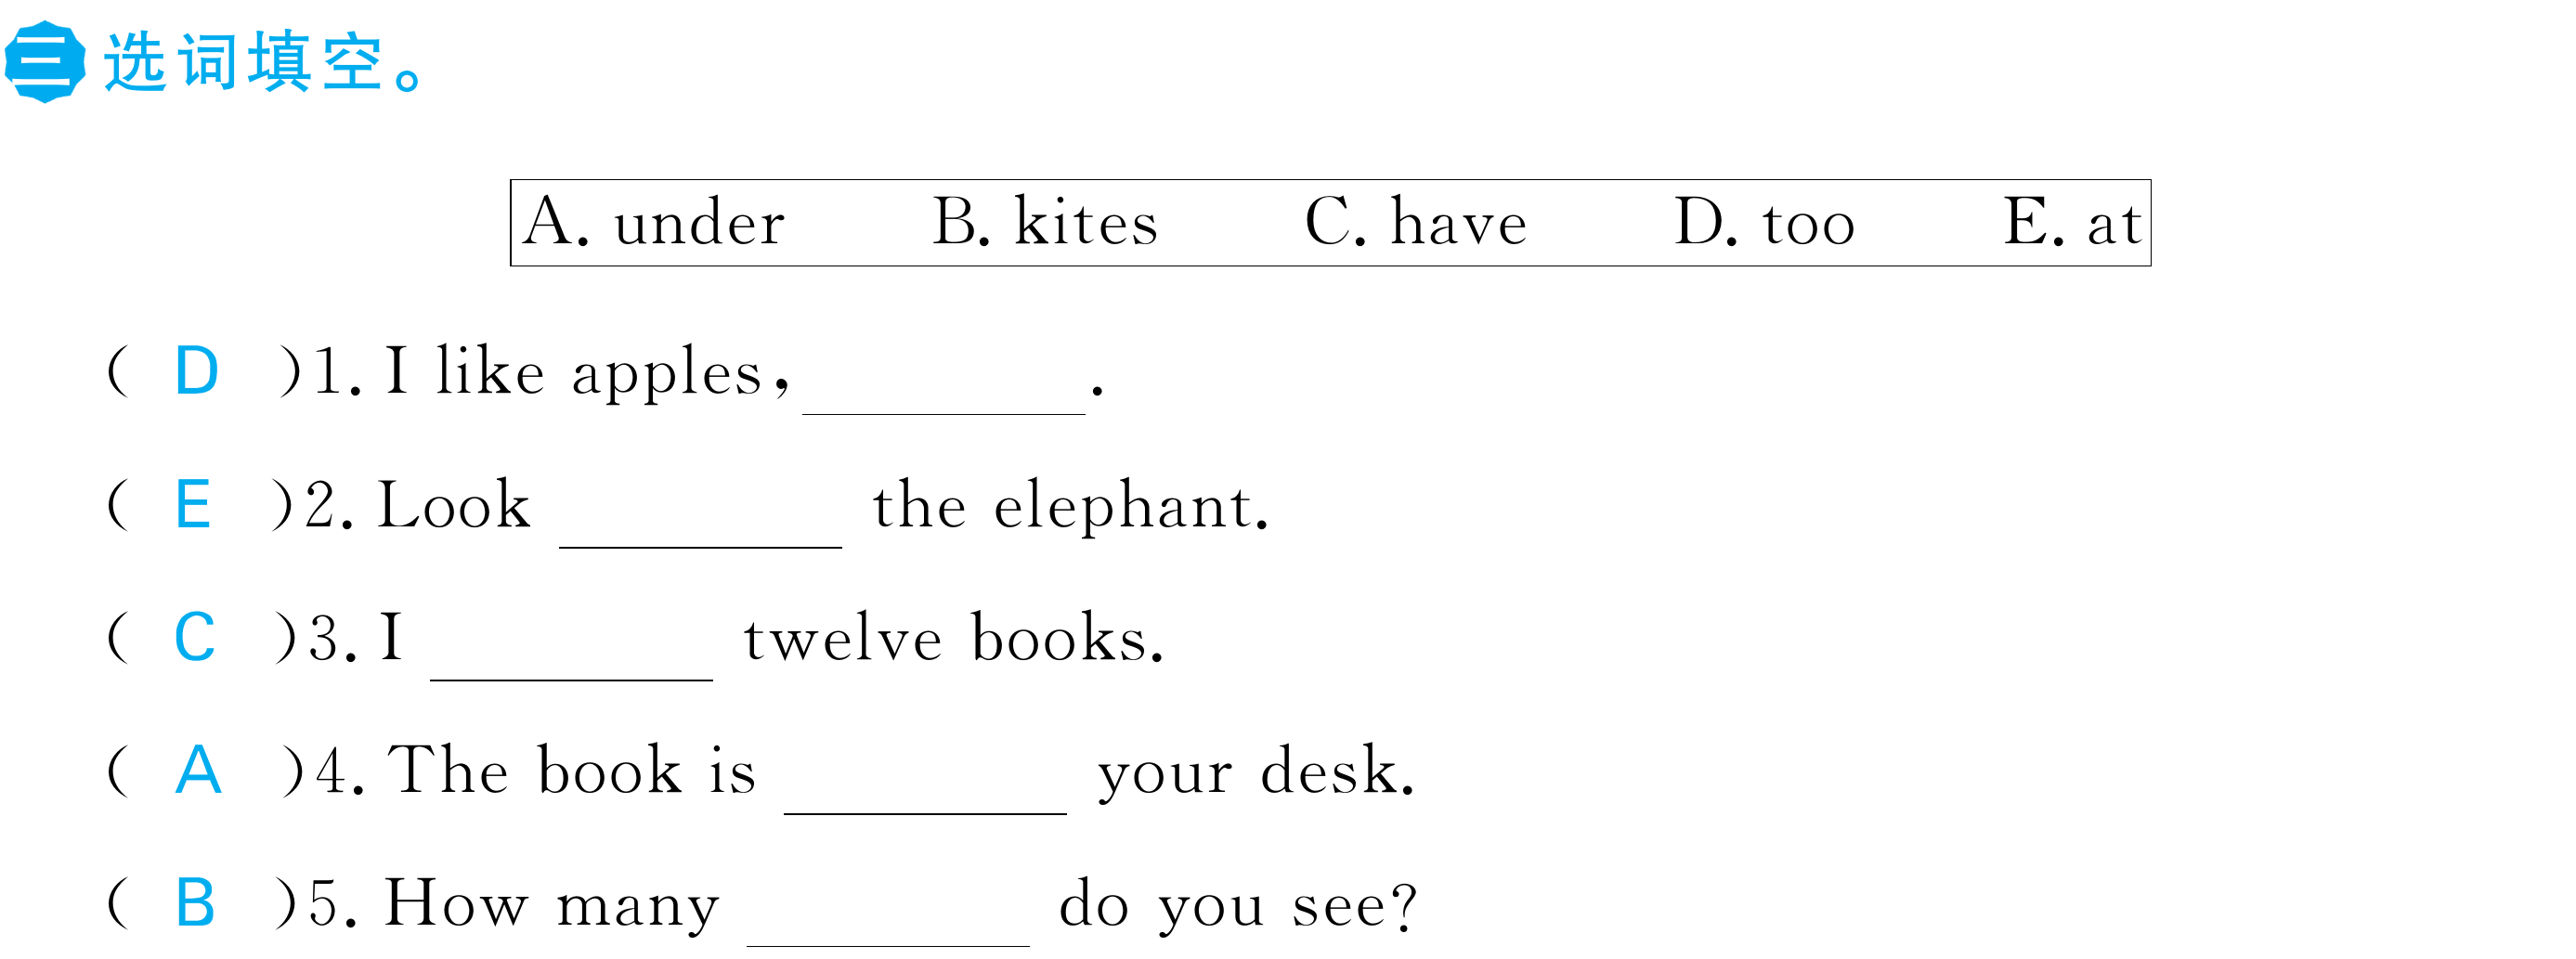 三 选词填空。
A. under B. kites C. have D. too E. at
( D )1. I like apples, ________.
( E )2. Look ________ the elephant.
( C )3. I ________ twelve books.
( A )4. The book is ________ your desk.
( B )5. How many ________ do you see?